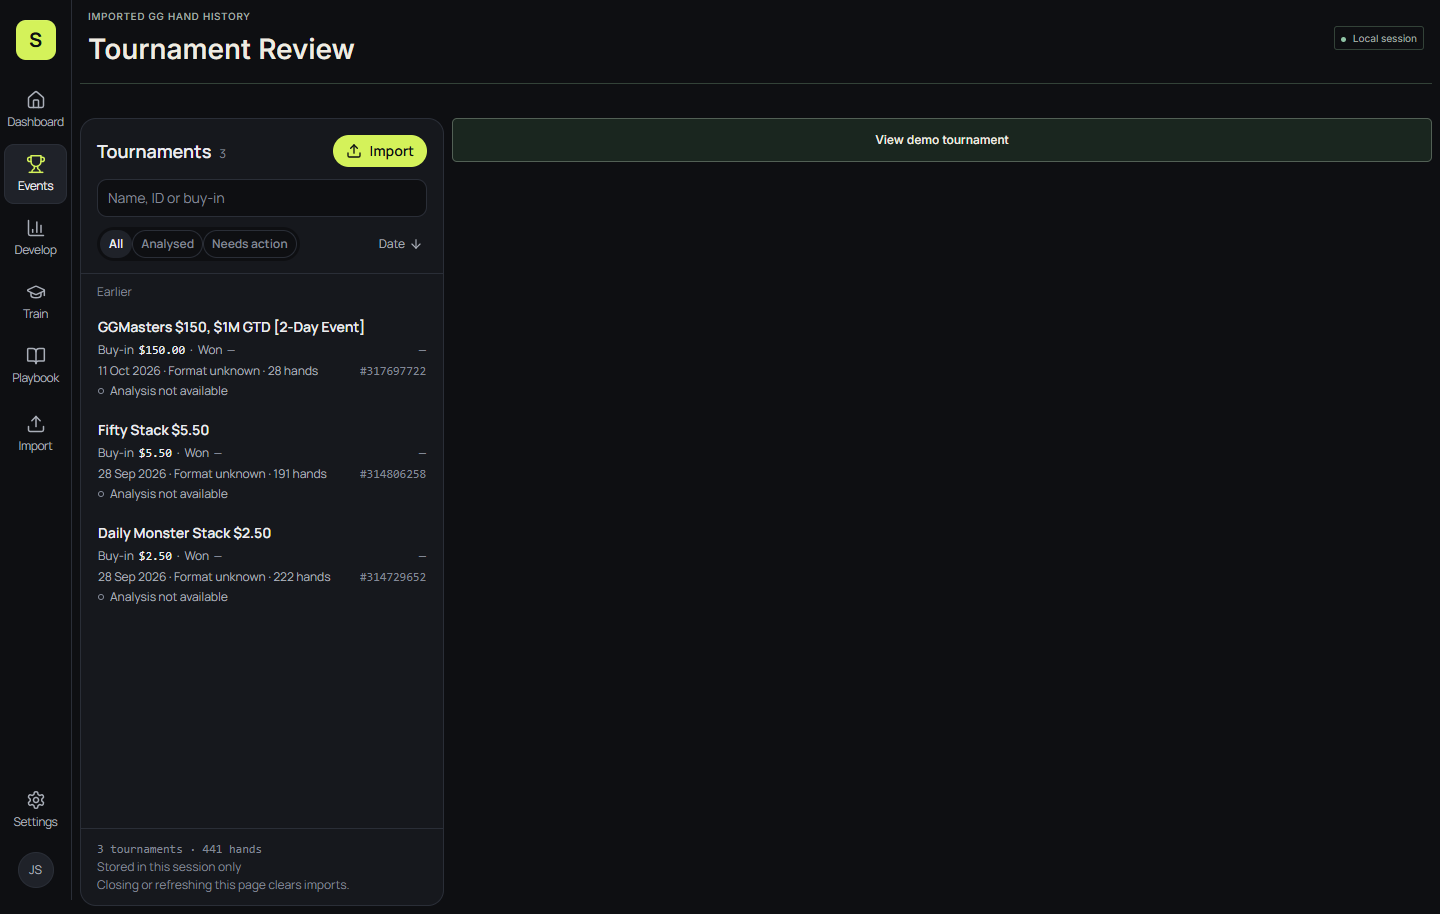 S
Dashboard
Events
Develop
Train
Playbook
Import
Settings
JS
IMPORTED GG HAND HISTORY
Tournament Review
Local session
Tournaments 3
Import
Name, ID or buy-in
All Analysed Needs action Date ↓
Earlier
GGMasters $150, $1M GTD [2-Day Event]
Buy-in $150.00 · Won — —
11 Oct 2026 · Format unknown · 28 hands #317697722
Analysis not available
Fifty Stack $5.50
Buy-in $5.50 · Won — —
28 Sep 2026 · Format unknown · 191 hands #314806258
Analysis not available
Daily Monster Stack $2.50
Buy-in $2.50 · Won — —
28 Sep 2026 · Format unknown · 222 hands #314729652
Analysis not available
3 tournaments · 441 hands
Stored in this session only
Closing or refreshing this page clears imports.
View demo tournament